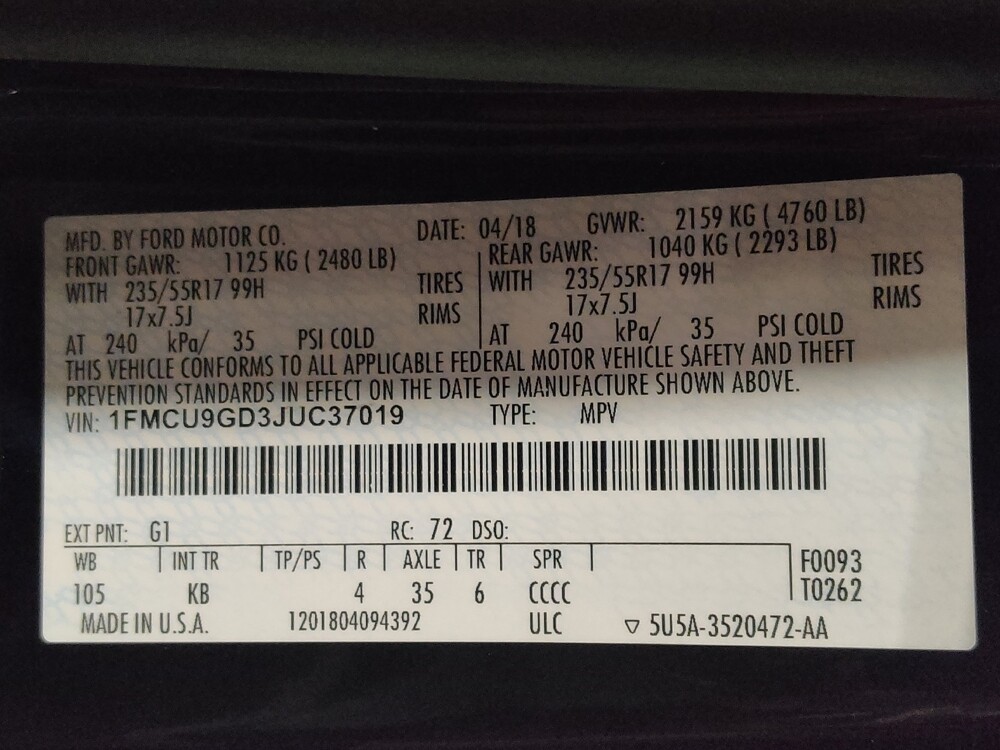 MFD. BY FORD MOTOR CO. DATE: 04/18 GVWR: 2159 KG ( 4760 LB)
FRONT GAWR: 1125 KG ( 2480 LB) REAR GAWR: 1040 KG ( 2293 LB)
WITH 235/55R17 99H TIRES WITH 235/55R17 99H TIRES
17x7.5J RIMS 17x7.5J RIMS
AT 240 kPa/ 35 PSI COLD AT 240 kPa/ 35 PSI COLD
THIS VEHICLE CONFORMS TO ALL APPLICABLE FEDERAL MOTOR VEHICLE SAFETY AND THEFT
PREVENTION STANDARDS IN EFFECT ON THE DATE OF MANUFACTURE SHOWN ABOVE.
VIN: 1FMCU9GD3JUC37019 TYPE: MPV
EXT PNT: G1 RC: 72 DSO:
WB INT TR TP/PS R AXLE TR SPR F0093
105 KB 4 35 6 CCCC T0262
MADE IN U.S.A. 1201804094392 ULC ▽ 5U5A-3520472-AA